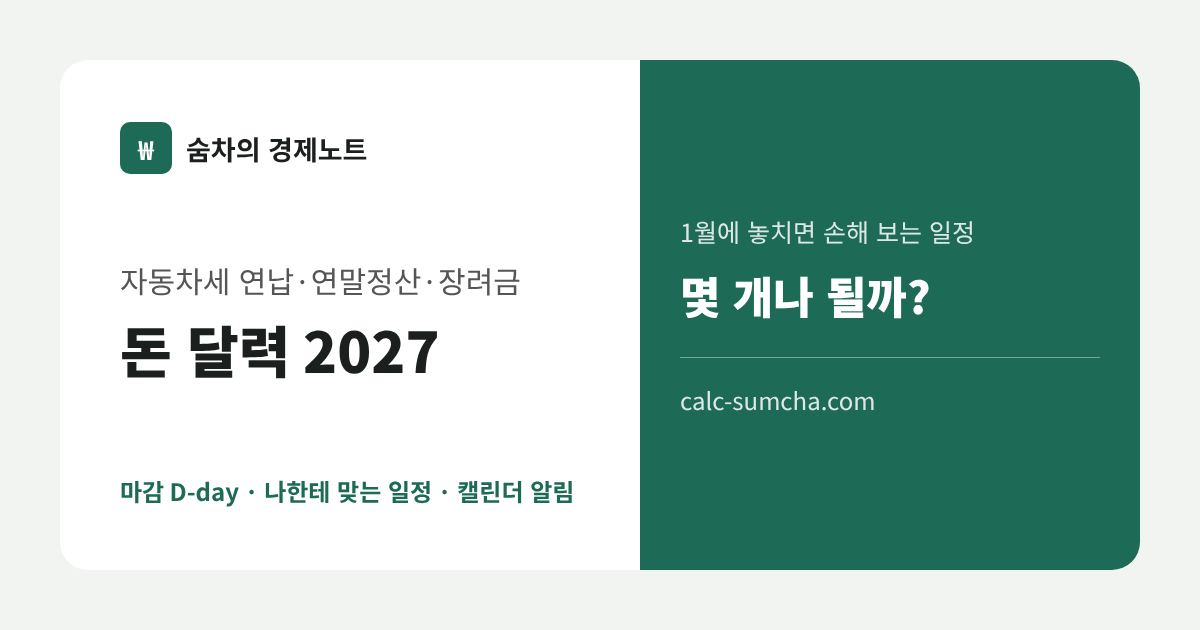 ₩ 숨차의 경제노트
자동차세 연납·연말정산·장려금
돈 달력 2027
마감 D-day · 나한테 맞는 일정 · 캘린더 알림
1월에 놓치면 손해 보는 일정
몇 개나 될까?
calc-sumcha.com